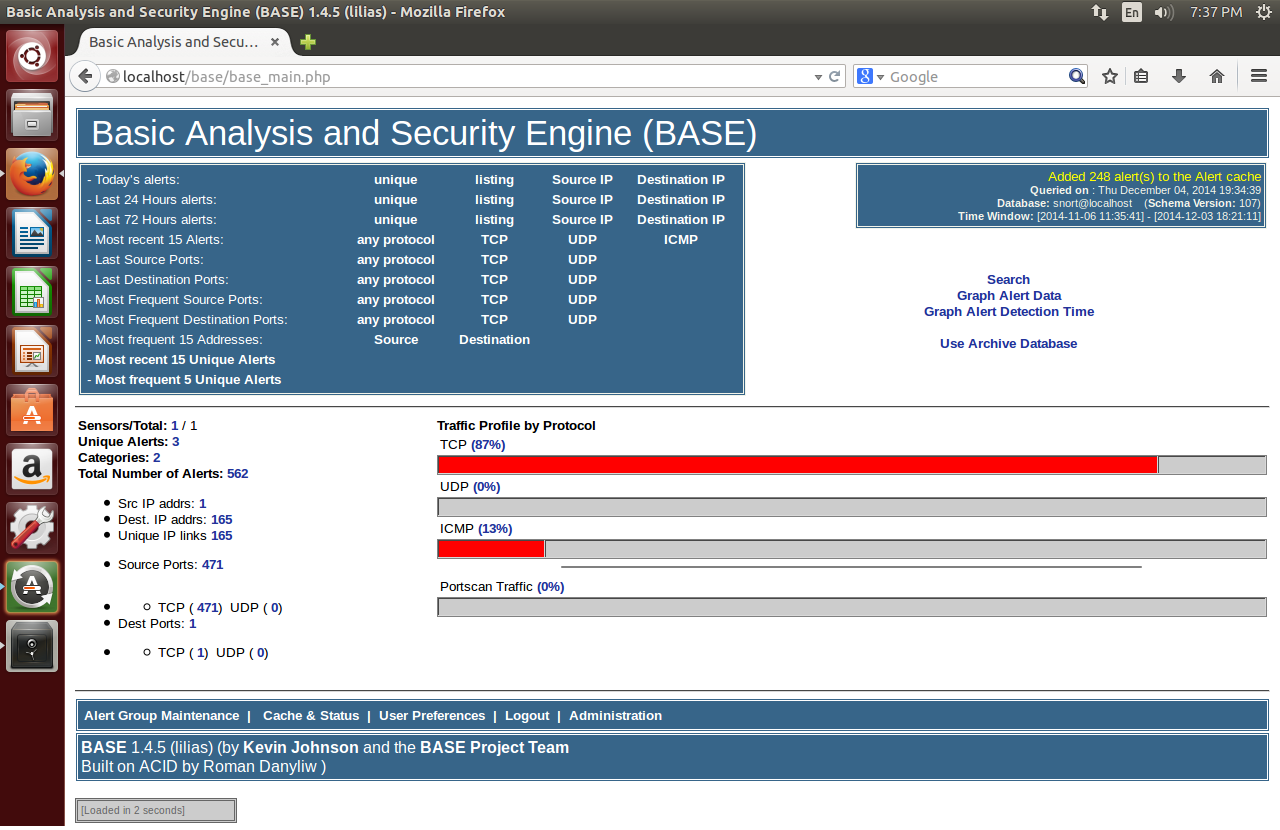 Basic Analysis and Security Engine (BASE) 1.4.5 (lilias) - Mozilla Firefox
En
7:37 PM
Basic Analysis and Secu...
localhost/base/base_main.php
Google
Basic Analysis and Security Engine (BASE)
- Today's alerts: unique listing Source IP Destination IP
- Last 24 Hours alerts: unique listing Source IP Destination IP
- Last 72 Hours alerts: unique listing Source IP Destination IP
- Most recent 15 Alerts: any protocol TCP UDP ICMP
- Last Source Ports: any protocol TCP UDP
- Last Destination Ports: any protocol TCP UDP
- Most Frequent Source Ports: any protocol TCP UDP
- Most Frequent Destination Ports: any protocol TCP UDP
- Most frequent 15 Addresses: Source Destination
- Most recent 15 Unique Alerts
- Most frequent 5 Unique Alerts
Added 248 alert(s) to the Alert cache
Queried on : Thu December 04, 2014 19:34:39
Database: snort@localhost (Schema Version: 107)
Time Window: [2014-11-06 11:35:41] - [2014-12-03 18:21:11]
Search
Graph Alert Data
Graph Alert Detection Time
Use Archive Database
Sensors/Total: 1 / 1
Unique Alerts: 3
Categories: 2
Total Number of Alerts: 562
Src IP addrs: 1
Dest. IP addrs: 165
Unique IP links 165
Source Ports: 471
TCP ( 471) UDP ( 0)
Dest Ports: 1
TCP ( 1) UDP ( 0)
Traffic Profile by Protocol
TCP (87%)
UDP (0%)
ICMP (13%)
Portscan Traffic (0%)
Alert Group Maintenance | Cache & Status | User Preferences | Logout | Administration
BASE 1.4.5 (lilias) (by Kevin Johnson and the BASE Project Team
Built on ACID by Roman Danyliw )
[Loaded in 2 seconds]